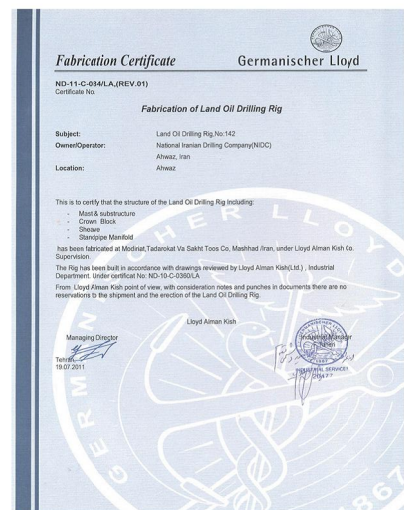 Fabrication Certificate
Germanischer Lloyd
ND-11-C-034/LA,(REV.01)
Certificate No.
Fabrication of Land Oil Drilling Rig
Subject: Land Oil Drilling Rig.No:142
Owner/Operator: National Iranian Drilling Company(NIDC)
Ahwaz, Iran
Location: Ahwaz
This is to certify that the structure of the Land Oil Drilling Rig including:
- Mast & substructure
- Crown Block
- Sheave
- Standpipe Manifold
has been fabricated at Modiriat,Tadarokat Va Sakht Toos Co, Mashhad /Iran, under Lloyd Alman Kish Co.
Supervision.
The Rig has been built in accordance with drawings reviewed by Lloyd Alman Kish(Ltd.) , Industrial
Department. Under certificat No: ND-10-C-0360/LA
From Lloyd Alman Kish point of view, with consideration notes and punches in documents there are no
reservations to the shipment and the erection of the Land Oil Drilling Rig.
Lloyd Alman Kish
Managing Director
Industrial Manager
Tehran
19.07.2011
INDUSTRIAL SERVICES
GERMANISCHER LLOYD
1867